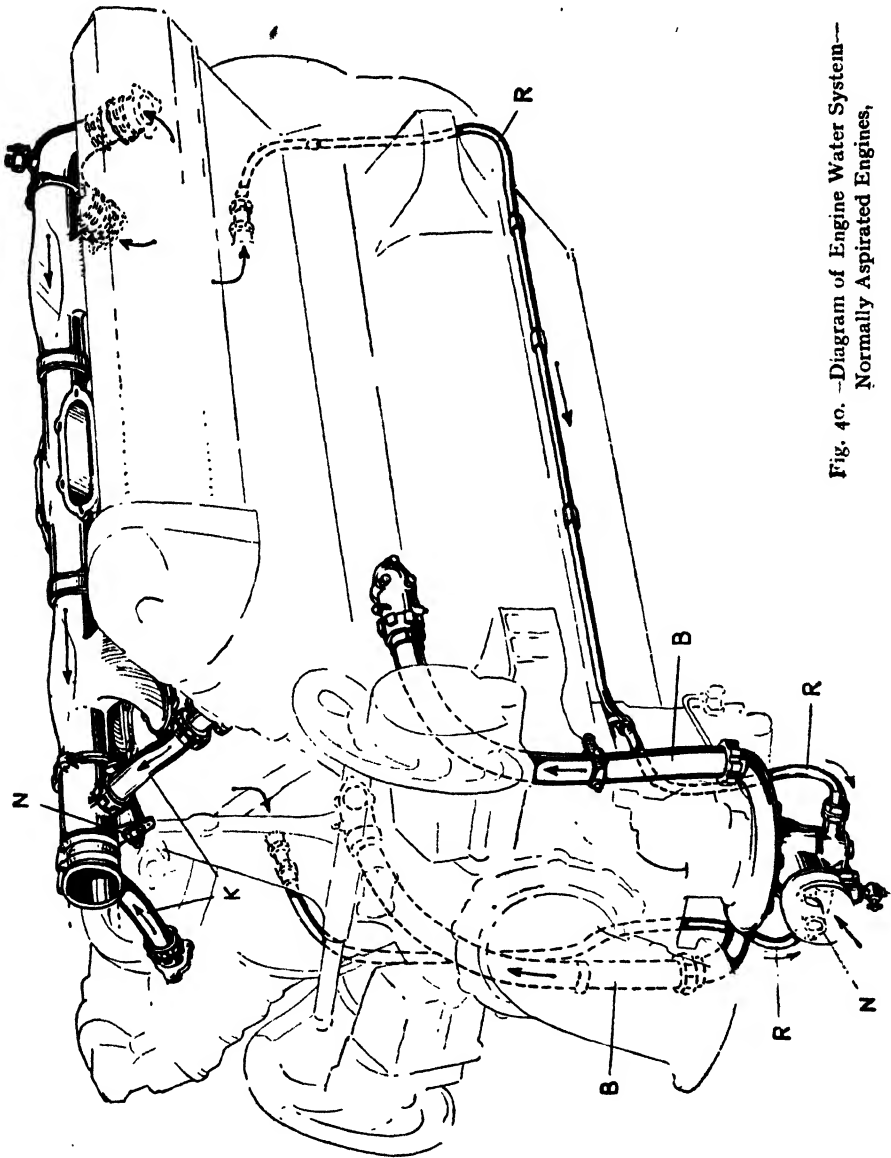 N
K
R
B
R
B
R
N
Fig. 40. -Diagram of Engine Water System—
Normally Aspirated Engines,